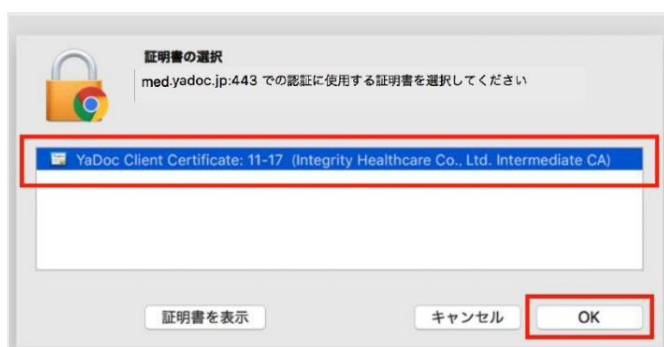 証明書の選択
med.yadoc.jp:443 での認証に使用する証明書を選択してください
YaDoc Client Certificate: 11-17 (Integrity Healthcare Co., Ltd. Intermediate CA)
証明書を表示
キャンセル
OK